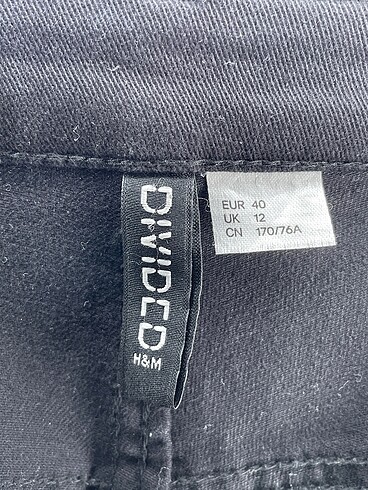 DIVIDED
H&M
EUR 40
UK 12
CN 170/76A